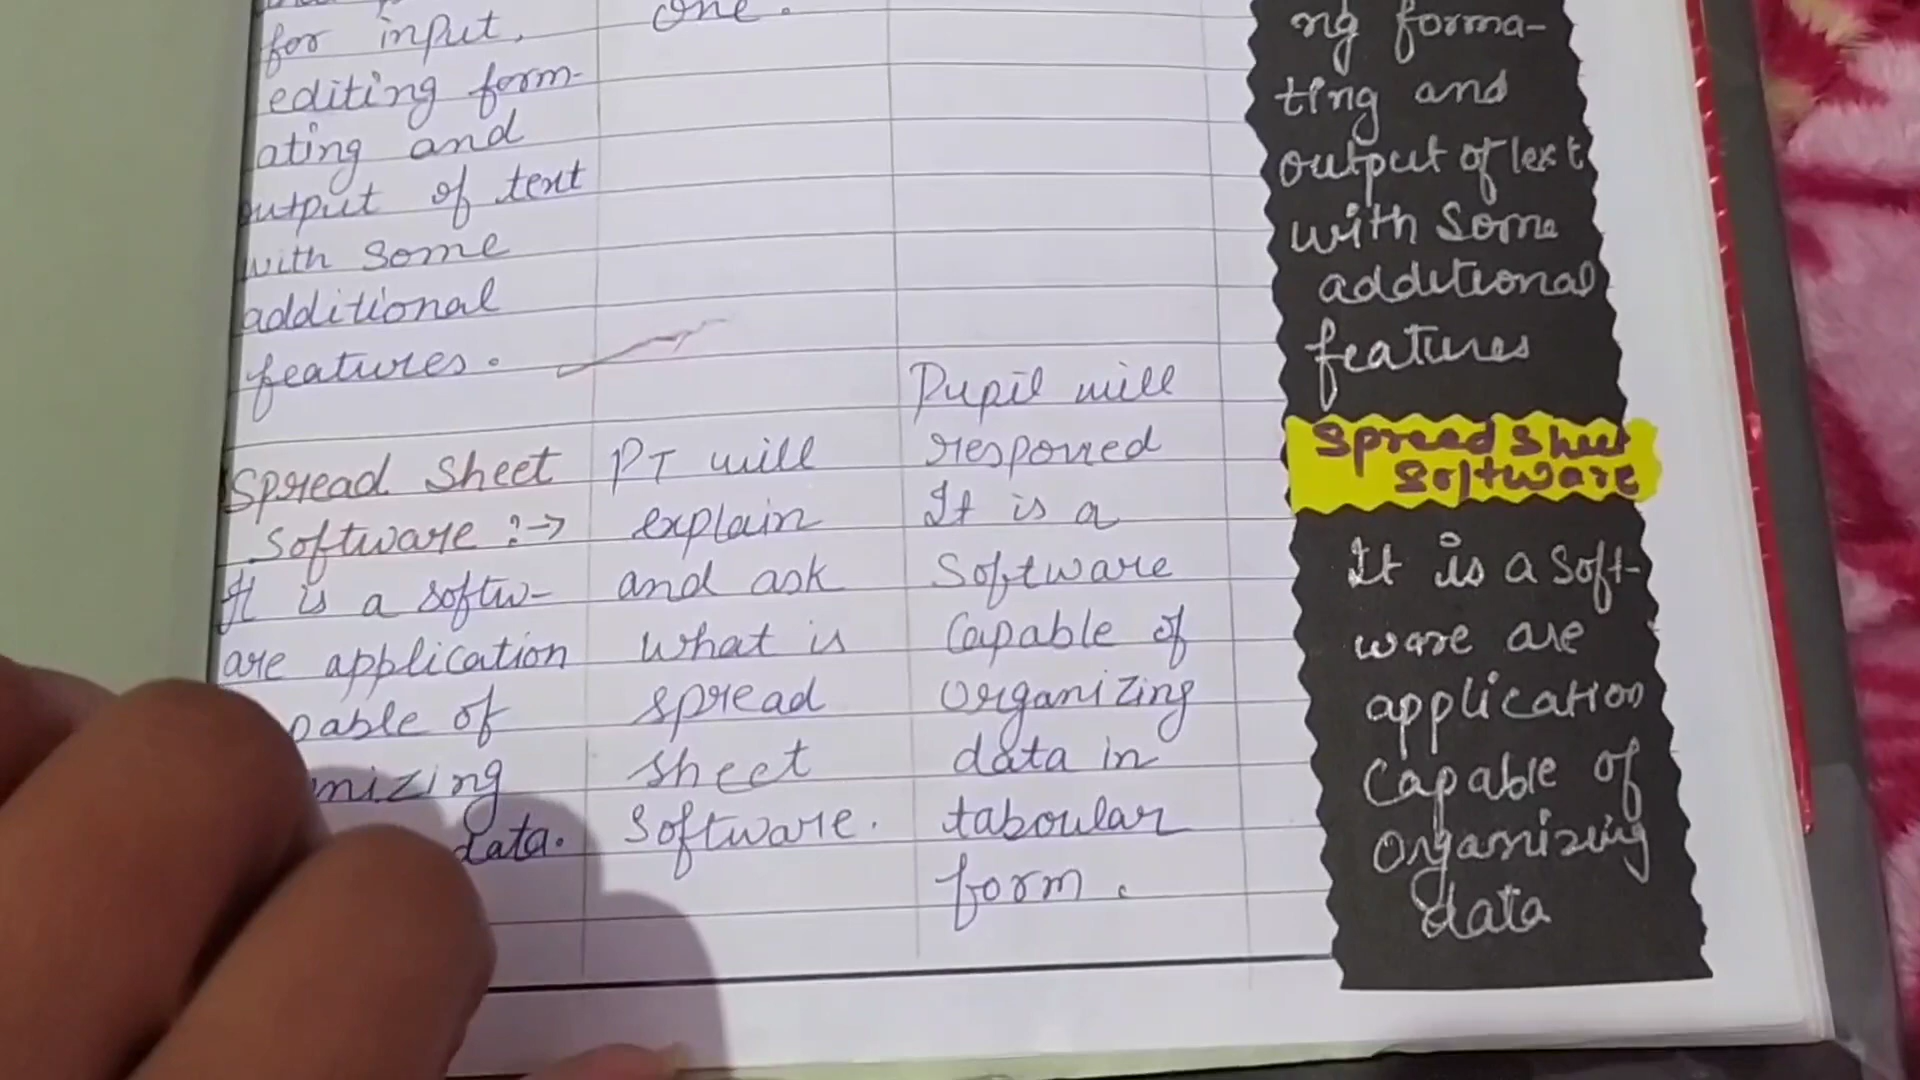 for input.
editing form-
ating and
output of text
with some
additional
features.
Spread Sheet
software :->
It is a softw-
are application
of
data.
one.
PT will
explain
and ask
what is
spread
sheet
software.
Pupil will
responed
It is a
Software
Capable of
organizing
data in
taboular
form.
ng forma-
ting and
output of text
with Some
additional
features
Spread sheet
Software
It is a soft-
ware are
application
Capable of
Organizing
data